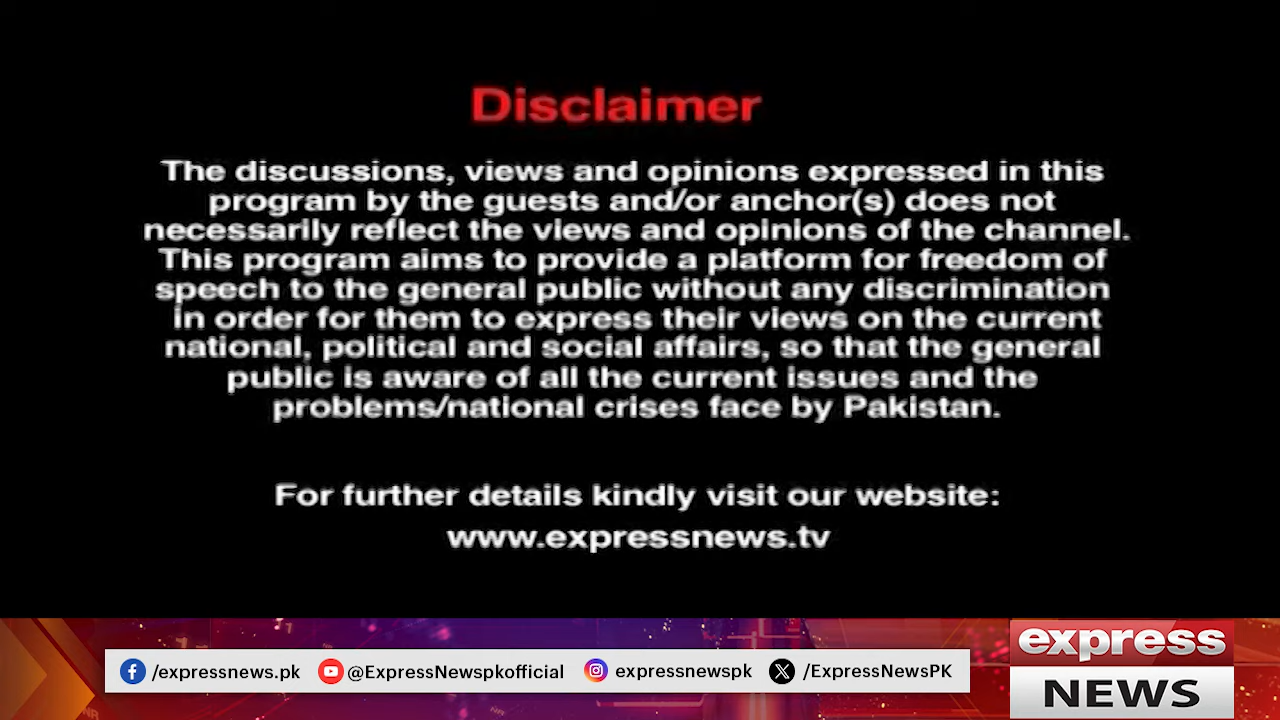 Disclaimer
The discussions, views and opinions expressed in this
program by the guests and/or anchor(s) does not
necessarily reflect the views and opinions of the channel.
This program aims to provide a platform for freedom of
speech to the general public without any discrimination
in order for them to express their views on the current
national, political and social affairs, so that the general
public is aware of all the current issues and the
problems/national crises face by Pakistan.
For further details kindly visit our website:
www.expressnews.tv
/expressnews.pk @ExpressNewspkofficial expressnewspk /ExpressNewsPK
express
NEWS